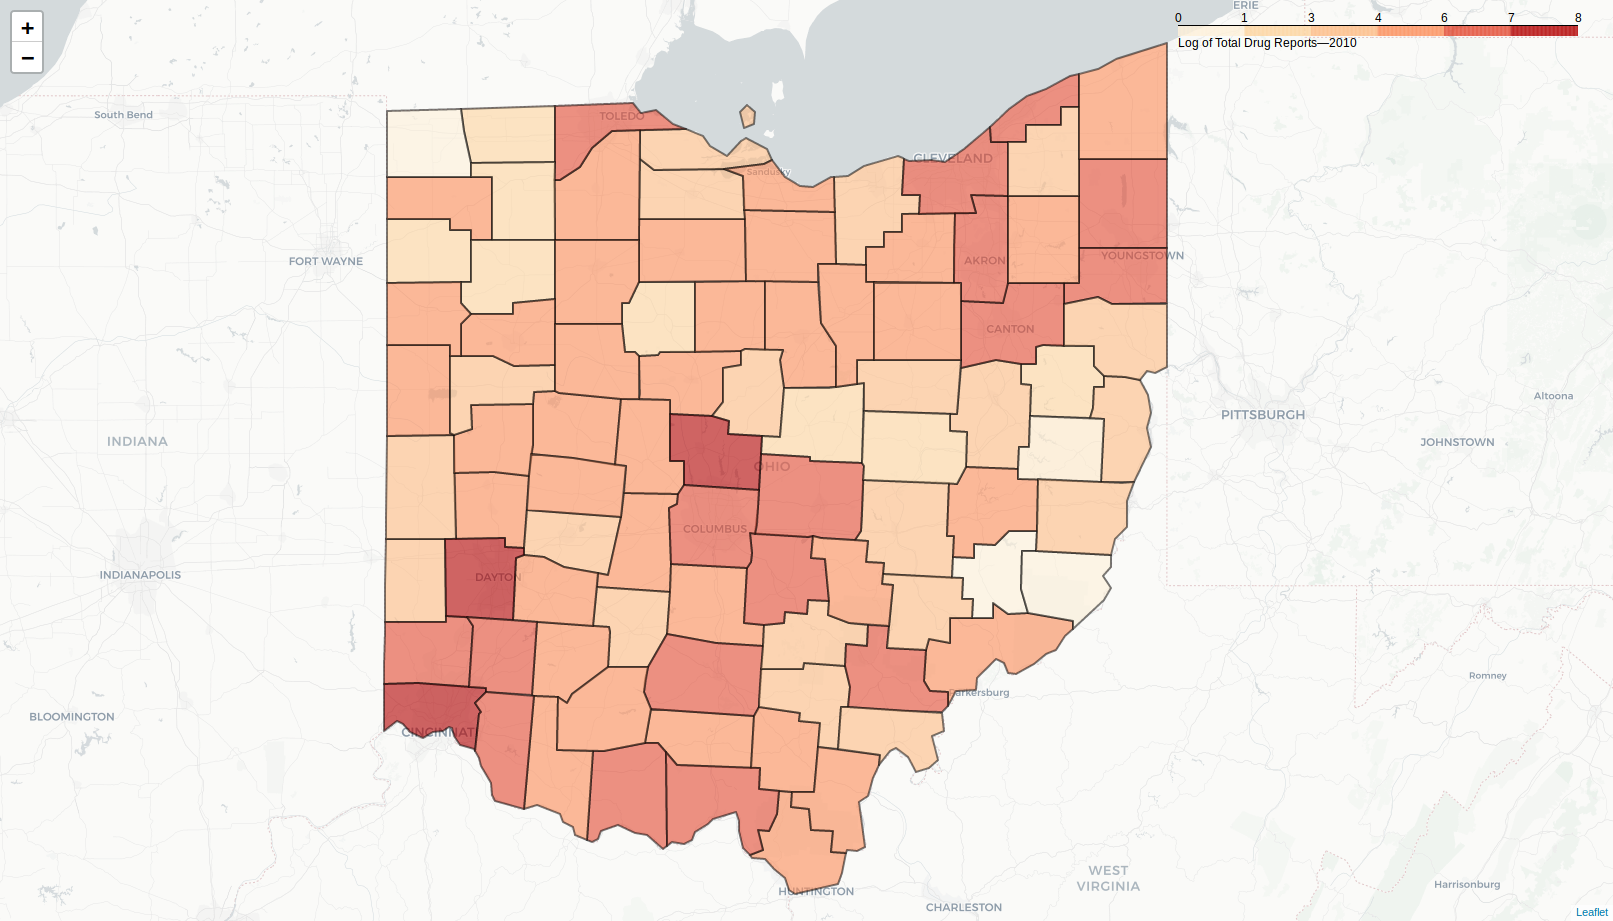 +
−
ERIE
0 1 3 4 6 7 8
Log of Total Drug Reports—2010
South Bend
TOLEDO
CLEVELAND
Sandusky
FORT WAYNE
AKRON
YOUNGSTOWN
CANTON
Altoona
PITTSBURGH
INDIANA
JOHNSTOWN
OHIO
COLUMBUS
INDIANAPOLIS
DAYTON
Romney
arkersburg
BLOOMINGTON
CINCINNAT
WEST
VIRGINIA
Harrisonburg
HUNTINGTON
CHARLESTON
Leaflet